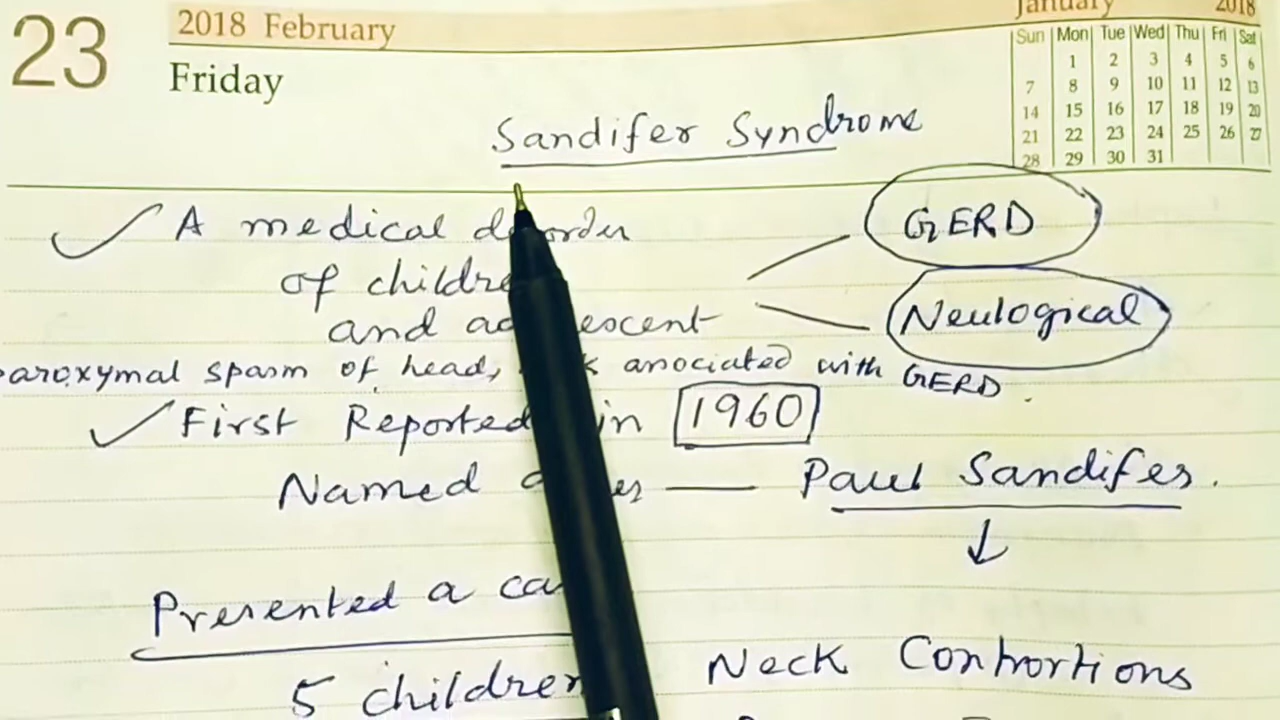 23
2018 February
Friday
January 2018
Sun Mon Tue Wed Thu Fri Sat
1 2 3 4 5 6
7 8 9 10 11 12 13
14 15 16 17 18 19 20
21 22 23 24 25 26 27
28 29 30 31
Sandifer Syndrome
A medical
of
and
GERD
Neulogical
spasm of head, associated with GERD.
First Reported in 1960
Named — Paul Sandifer.
Presented a
5 children Neck Contortions